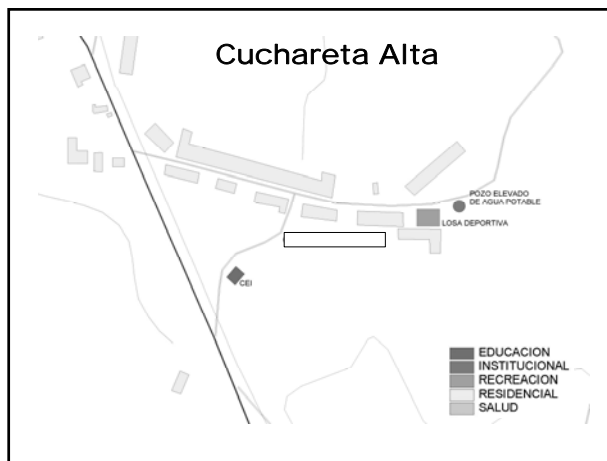 Cuchareta Alta
POZO ELEVADO
DE AGUA POTABLE
LOSA DEPORTIVA
CEI
EDUCACION
INSTITUCIONAL
RECREACION
RESIDENCIAL
SALUD